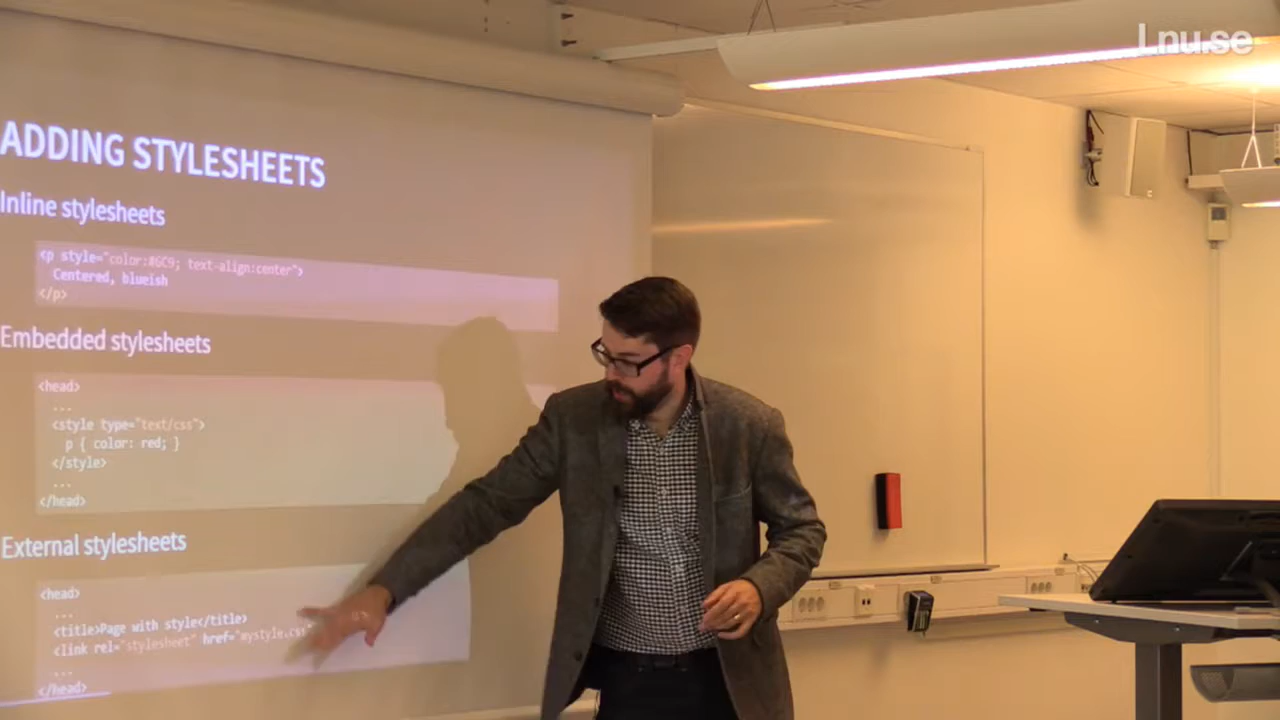 Lnu.se
ADDING STYLESHEETS
Inline stylesheets
<p style="color:#6C9; text-align:center">
Centered, blueish
</p>
Embedded stylesheets
<head>
...
<style type="text/css">
p { color: red; }
</style>
...
</head>
External stylesheets
<head>
...
<title>Page with style</title>
<link rel="stylesheet" href="mystyle.cs
...
</head>